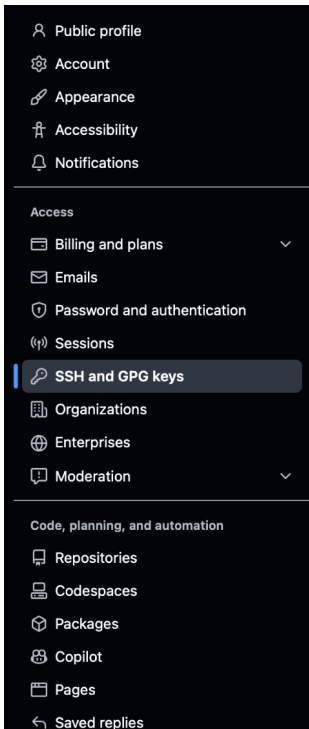 Public profile
Account
Appearance
Accessibility
Notifications
Access
Billing and plans
Emails
Password and authentication
Sessions
SSH and GPG keys
Organizations
Enterprises
Moderation
Code, planning, and automation
Repositories
Codespaces
Packages
Copilot
Pages
Saved replies